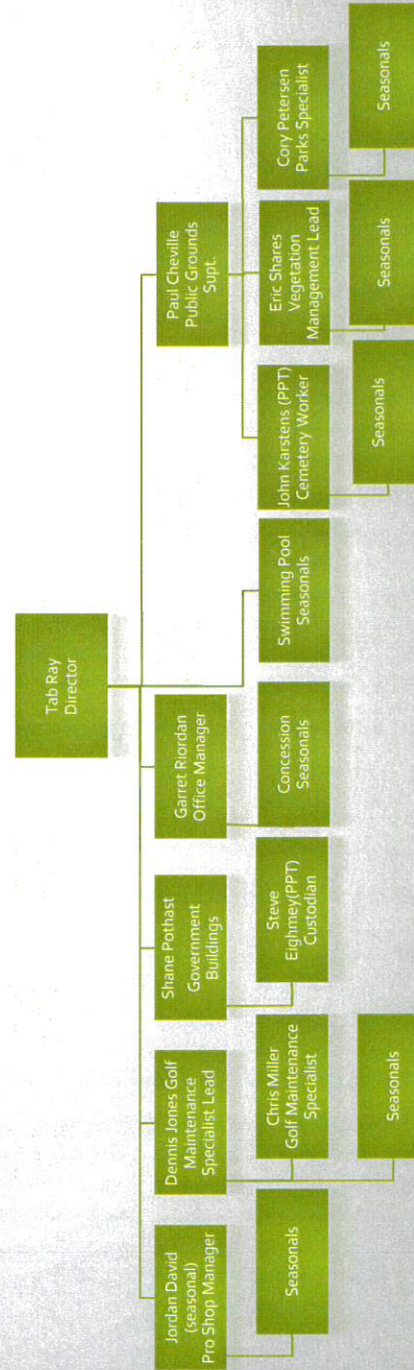 Tab Ray
Director
Jordan David
(seasonal)
Pro Shop Manager
Dennis Jones Golf
Maintenance
Specialist Lead
Shane Pothast
Government
Buildings
Garret Riordan
Office Manager
Paul Cheville
Public Grounds
Supt.
Seasonals
Chris Miller
Golf Maintenance
Specialist
Steve
Eighmey(PPT)
Custodian
Concession
Seasonals
Swimming Pool
Seasonals
John Karstens (PPT)
Cemetery Worker
Eric Shares
Vegetation
Management Lead
Cory Petersen
Parks Specialist
Seasonals
Seasonals
Seasonals
Seasonals